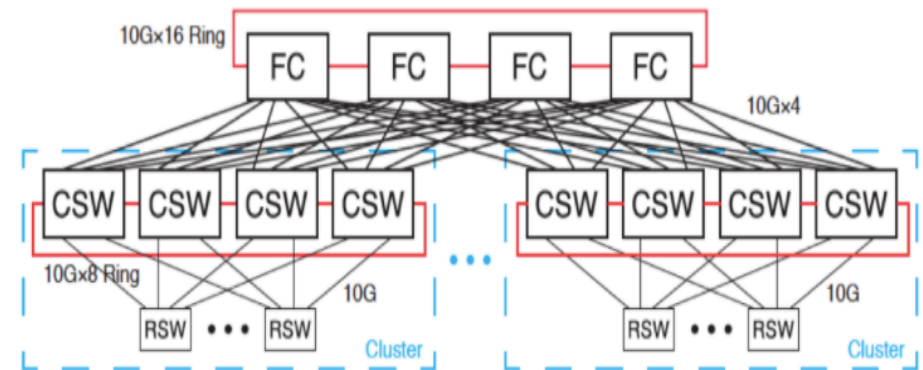 10G×16 Ring
FC FC FC FC
10G×4
CSW CSW CSW CSW CSW CSW CSW CSW
10G×8 Ring
10G
10G
RSW ••• RSW
•••
RSW ••• RSW
Cluster
Cluster